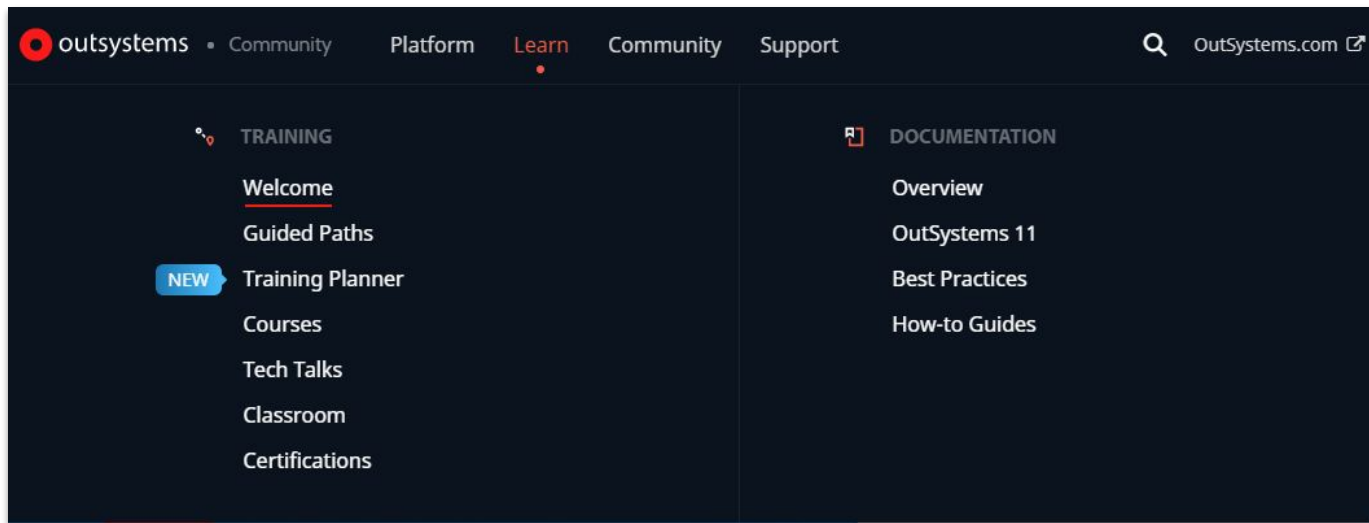 outsystems • Community Platform Learn Community Support OutSystems.com
TRAINING
Welcome
Guided Paths
NEW Training Planner
Courses
Tech Talks
Classroom
Certifications
DOCUMENTATION
Overview
OutSystems 11
Best Practices
How-to Guides